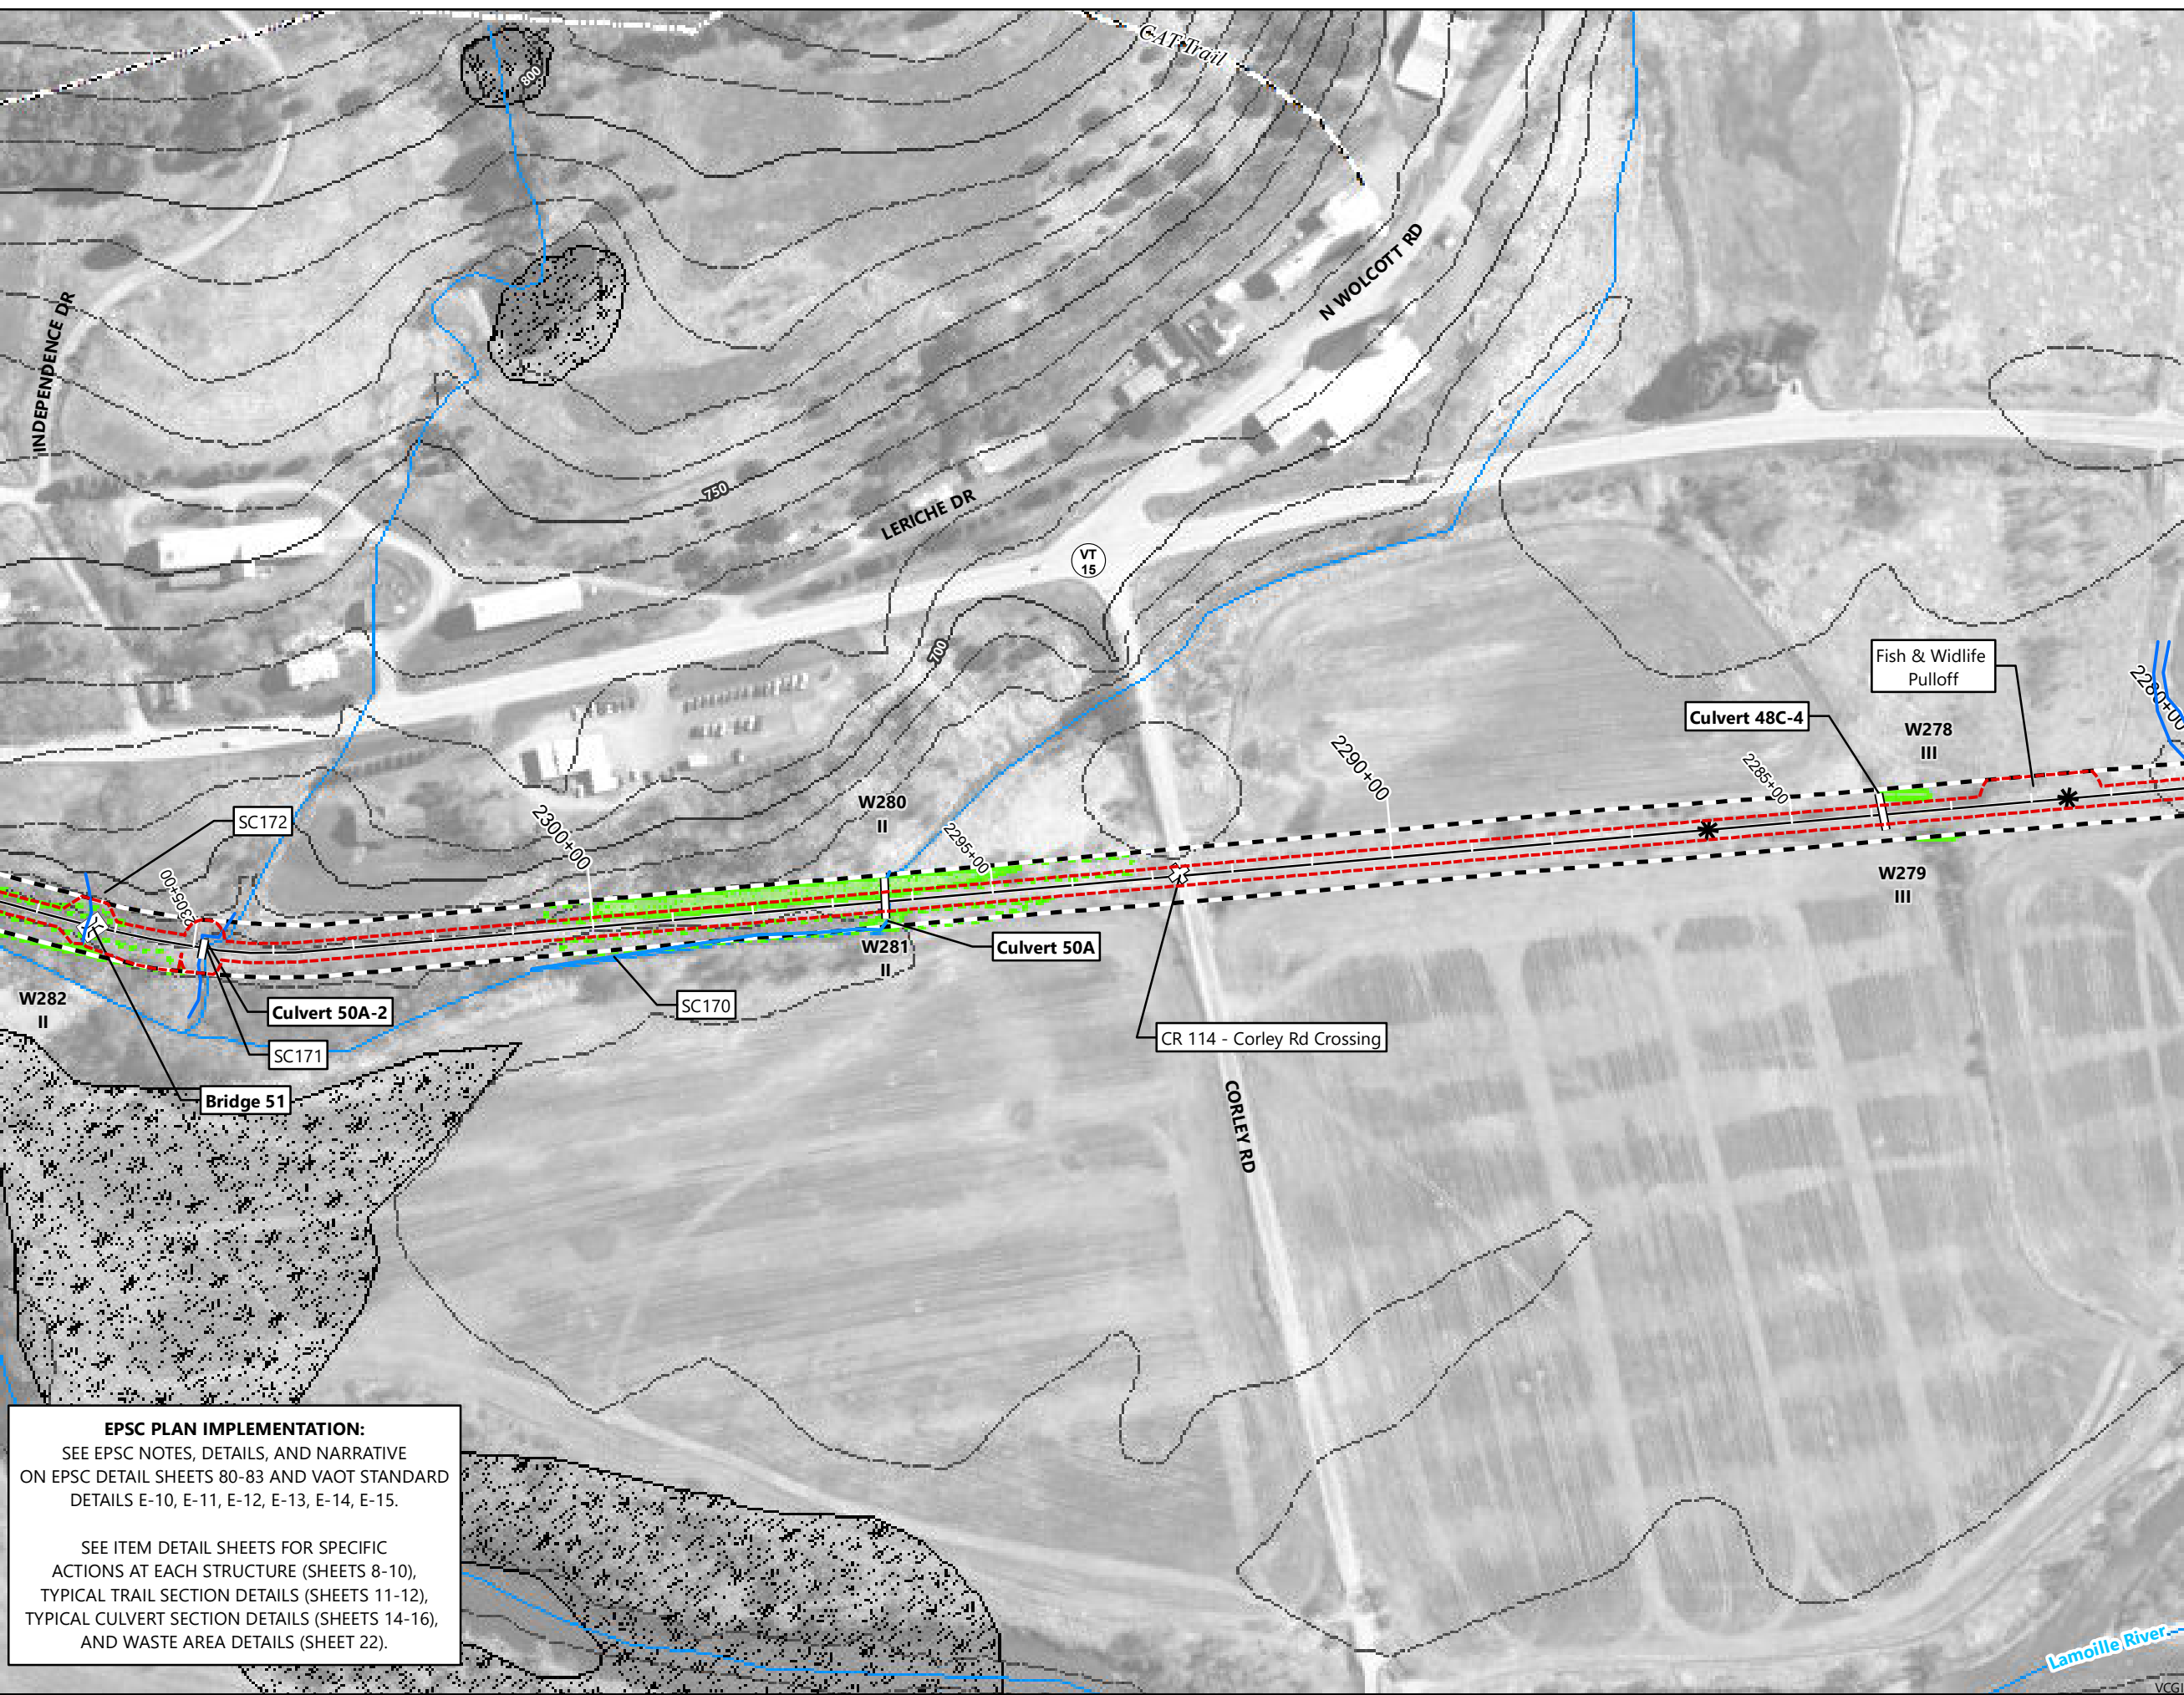 CAT Trail
800
N WOLCOTT RD
INDEPENDENCE DR
750
LERICHE DR
VT
15
700
Fish & Widlife
Pulloff
2280+00
Culvert 48C-4
W278
III
2290+00
2285+00
SC172
W280
II
2300+00
2295+00
2305+00
W279
III
W281
II
Culvert 50A
W282
II
Culvert 50A-2
SC170
SC171
CR 114 - Corley Rd Crossing
Bridge 51
CORLEY RD
EPSC PLAN IMPLEMENTATION:
SEE EPSC NOTES, DETAILS, AND NARRATIVE
ON EPSC DETAIL SHEETS 80-83 AND VAOT STANDARD
DETAILS E-10, E-11, E-12, E-13, E-14, E-15.
SEE ITEM DETAIL SHEETS FOR SPECIFIC
ACTIONS AT EACH STRUCTURE (SHEETS 8-10),
TYPICAL TRAIL SECTION DETAILS (SHEETS 11-12),
TYPICAL CULVERT SECTION DETAILS (SHEETS 14-16),
AND WASTE AREA DETAILS (SHEET 22).
Lamoille River